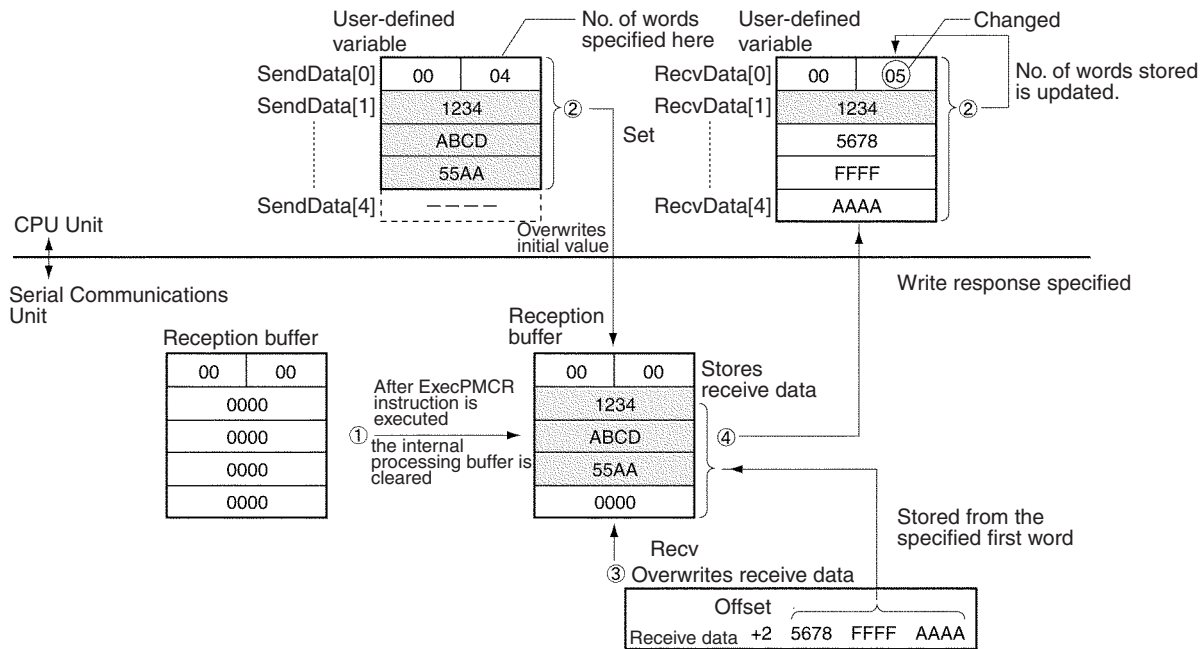 User-defined variable
No. of words specified here
User-defined variable
Changed
SendData[0] 00 04
RecvData[0] 00 05
No. of words stored is updated.
SendData[1] 1234
②
RecvData[1] 1234
②
ABCD
Set
5678
55AA
FFFF
SendData[4] ----
RecvData[4] AAAA
CPU Unit
Overwrites initial value
Serial Communications Unit
Write response specified
Reception buffer
Reception buffer
00 00
00 00
Stores receive data
0000
After ExecPMCR instruction is executed
1234
0000
①
ABCD
④
0000
the internal processing buffer is cleared
55AA
0000
0000
Stored from the specified first word
Recv
③ Overwrites receive data
Offset
Receive data +2 5678 FFFF AAAA